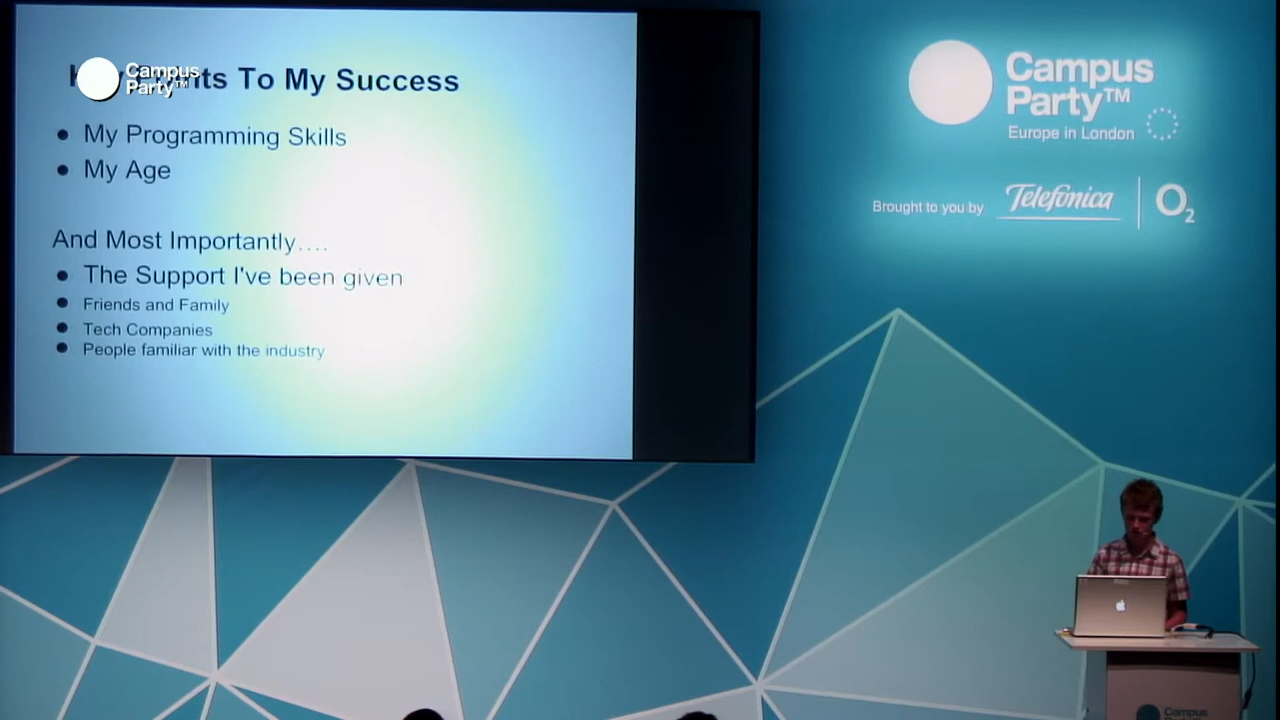 To My Success
Campus
Party™
My Programming Skills
My Age
And Most Importantly....
The Support I've been given
Friends and Family
Tech Companies
People familiar with the industry
Campus
Party™
Europe in London
Brought to you by
Telefónica
O2
Campus